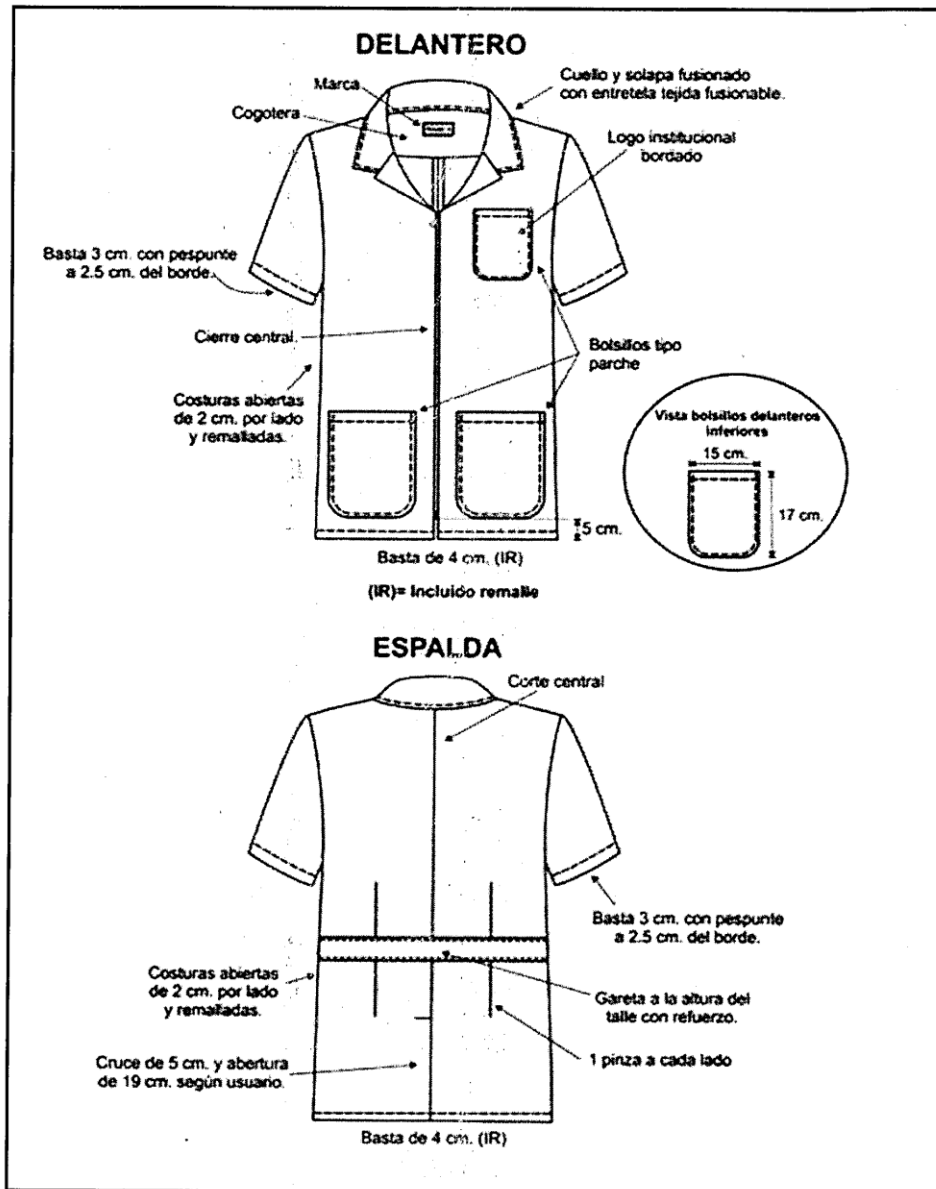 DELANTERO
Marca
Cogotera
Cuello y solapa fusionado
con entretela tejida fusionable.
Logo institucional
bordado
Basta 3 cm. con pespunte
a 2.5 cm. del borde.
Cierre central.
Bolsillos tipo
parche
Costuras abiertas
de 2 cm. por lado
y remalladas.
Vista bolsillos delanteros
inferiores
15 cm.
17 cm.
5 cm.
Basta de 4 cm. (IR)
(IR)= Incluido remalle
ESPALDA
Corte central
Basta 3 cm. con pespunte
a 2.5 cm. del borde.
Costuras abiertas
de 2 cm. por lado
y remalladas.
Gareta a la altura del
talle con refuerzo.
Cruce de 5 cm. y abertura
de 19 cm. según usuario.
1 pinza a cada lado
Basta de 4 cm. (IR)